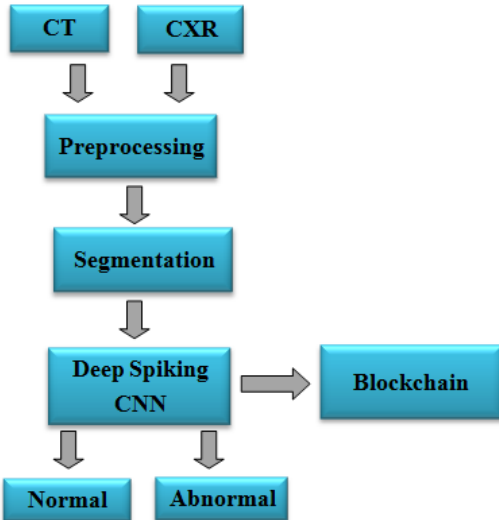 CT
CXR
Preprocessing
Segmentation
Deep Spiking
CNN
Blockchain
Normal
Abnormal